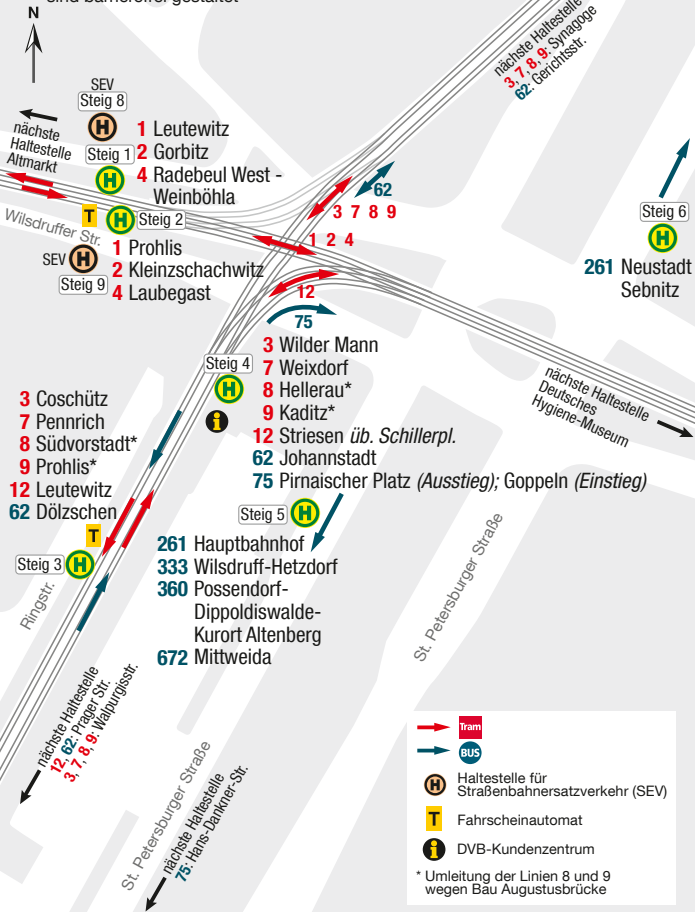 sind barrierefrei gestaltet
N
nächste Haltestelle
3, 7, 8, 9: Synagoge
62: Gerichtsstr.
SEV
Steig 8
H
nächste
Haltestelle
Altmarkt
Steig 1
H
1 Leutewitz
2 Gorbitz
4 Radebeul West -
Weinböhla
Wilsdruffer Str.
T
H
Steig 2
SEV
H
Steig 9
1 Prohlis
2 Kleinzschachwitz
4 Laubegast
62
3 7 8 9
1 2 4
12
75
Steig 6
H
261 Neustadt
Sebnitz
Steig 4
H
i
3 Wilder Mann
7 Weixdorf
8 Hellerau*
9 Kaditz*
12 Striesen üb. Schillerpl.
62 Johannstadt
75 Pirnaischer Platz (Ausstieg); Goppeln (Einstieg)
nächste Haltestelle
Deutsches
Hygiene-Museum
3 Coschütz
7 Pennrich
8 Südvorstadt*
9 Prohlis*
12 Leutewitz
62 Dölzschen
T
Steig 3
H
Steig 5
H
261 Hauptbahnhof
333 Wilsdruff-Hetzdorf
360 Possendorf-
Dippoldiswalde-
Kurort Altenberg
672 Mittweida
Ringstr.
St. Petersburger Straße
nächste Haltestelle
12, 62: Prager Str.
3, 7, 8, 9: Walpurgisstr.
St. Petersburger Straße
nächste Haltestelle
75: Hans-Dankner-Str.
Tram
BUS
H Haltestelle für
Straßenbahnersatzverkehr (SEV)
T Fahrscheinautomat
i DVB-Kundenzentrum
* Umleitung der Linien 8 und 9
wegen Bau Augustusbrücke